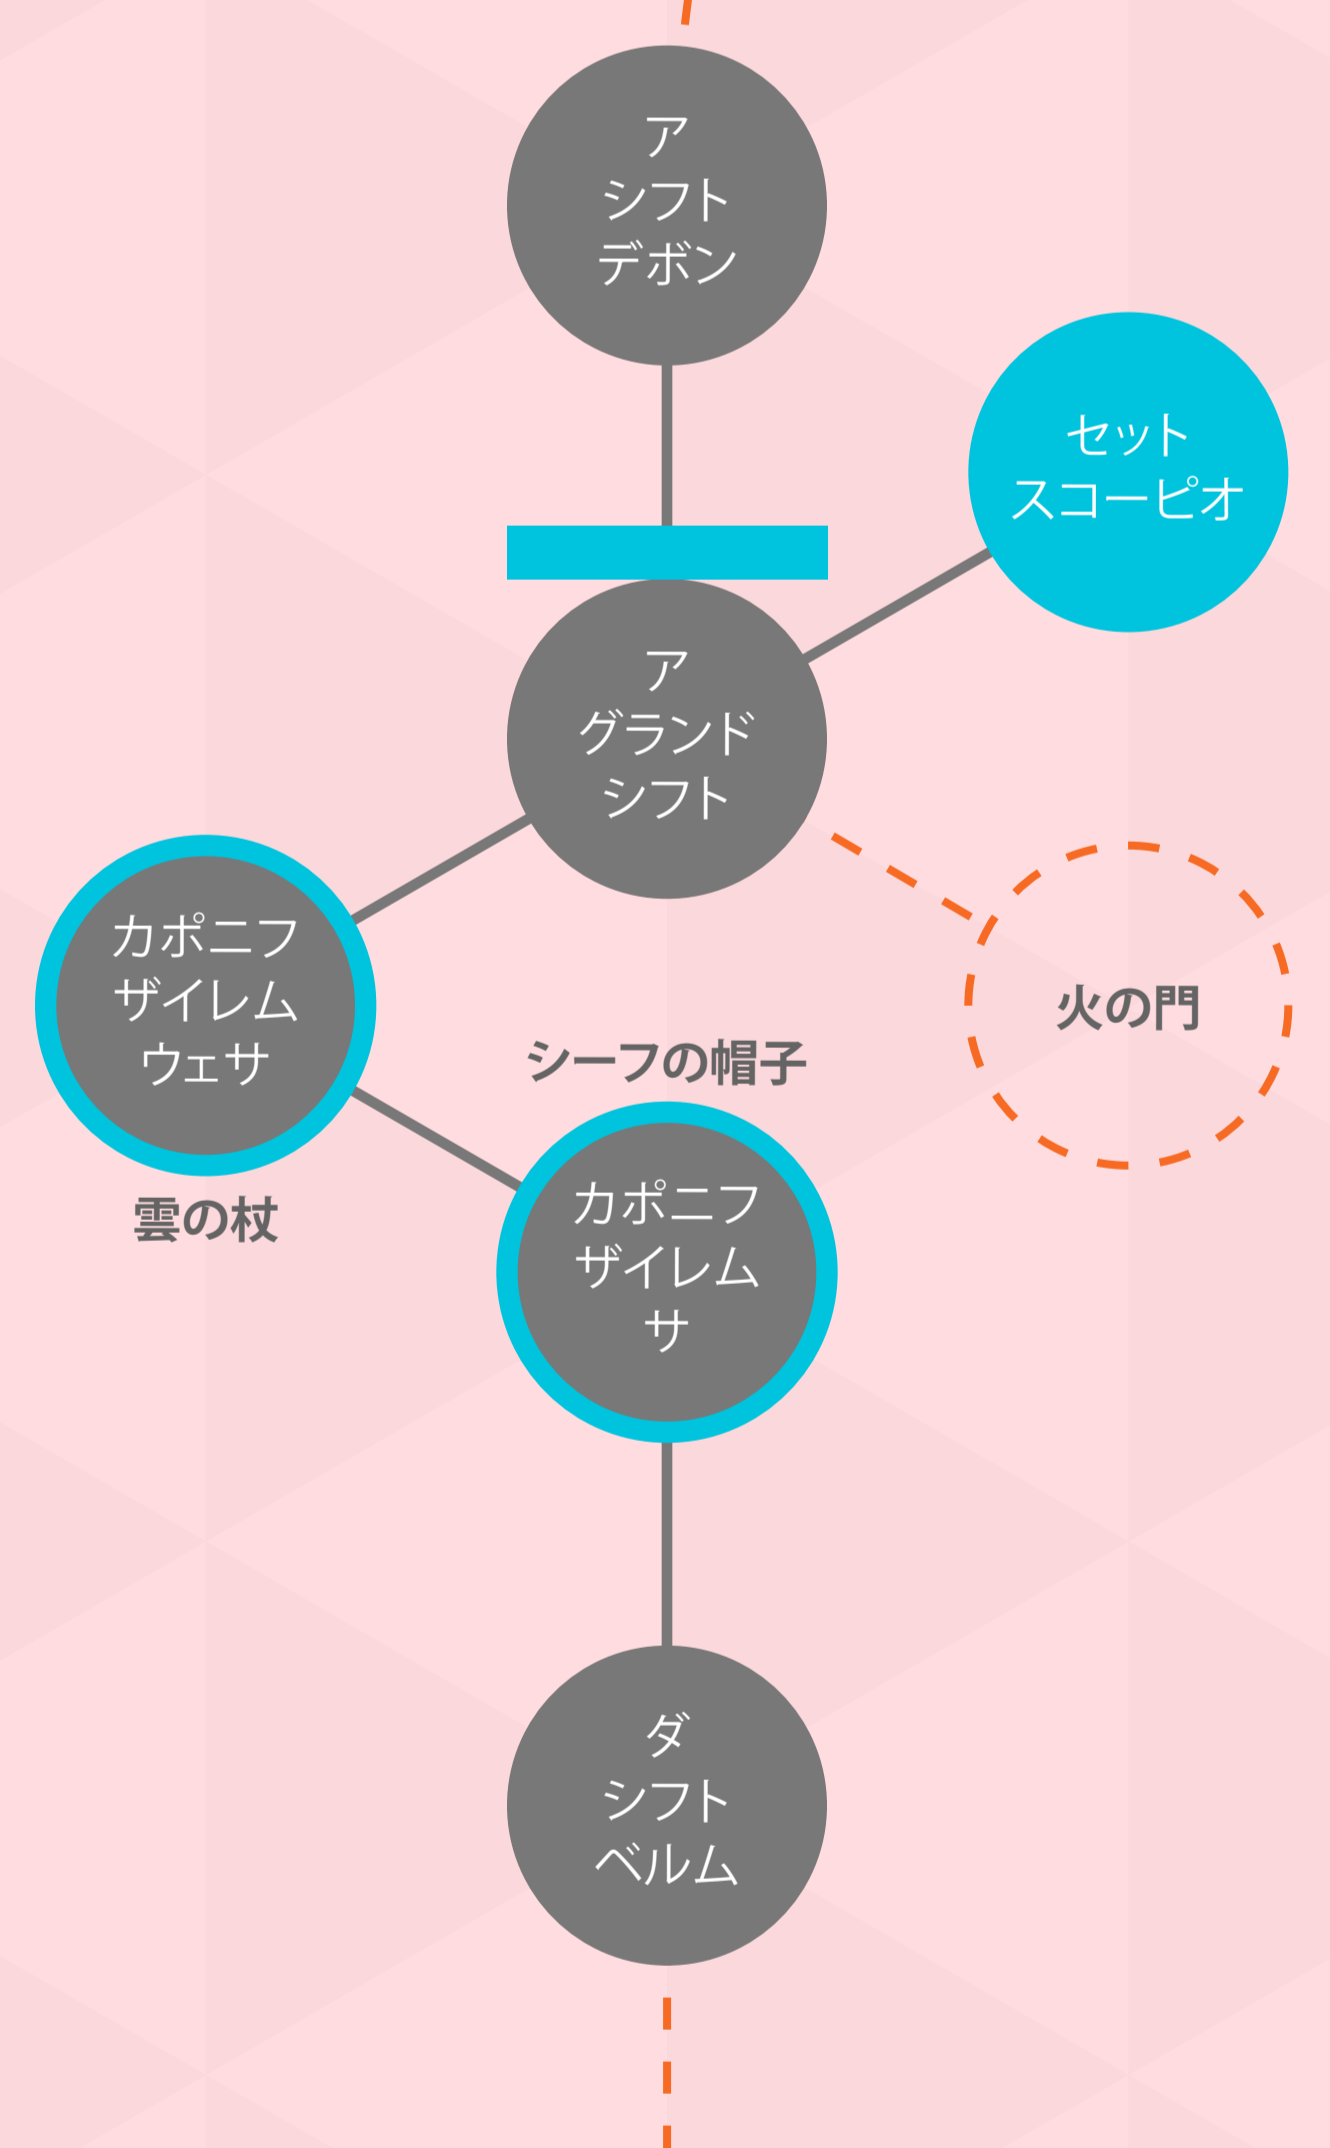 ア
シフト
デボン
セット
スコーピオ
ア
グランド
シフト
カポニフ
ザイレム
ウェサ
雲の杖
火の門
シーフの帽子
カポニフ
ザイレム
サ
ダ
シフト
ベルム